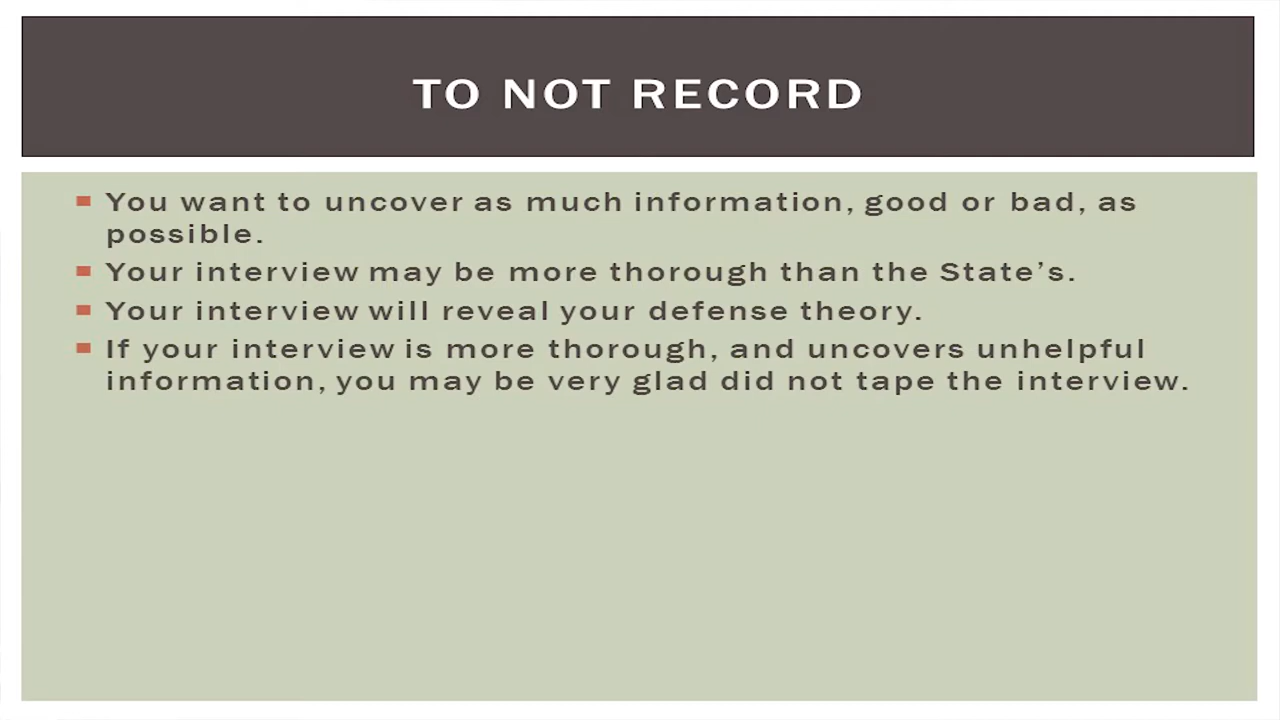 TO NOT RECORD
You want to uncover as much information, good or bad, as
possible.
Your interview may be more thorough than the State’s.
Your interview will reveal your defense theory.
If your interview is more thorough, and uncovers unhelpful
information, you may be very glad did not tape the interview.